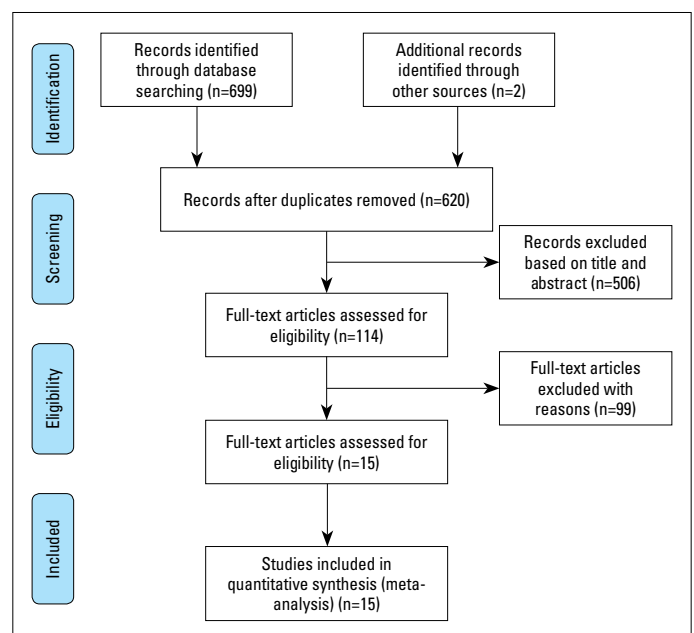 Identification
Records identified
through database
searching (n=699)
Additional records
identified through
other sources (n=2)
Records after duplicates removed (n=620)
Screening
Records excluded
based on title and
abstract (n=506)
Full-text articles assessed for
eligibility (n=114)
Eligibility
Full-text articles
excluded with
reasons (n=99)
Full-text articles assessed for
eligibility (n=15)
Included
Studies included in
quantitative synthesis (meta-
analysis) (n=15)